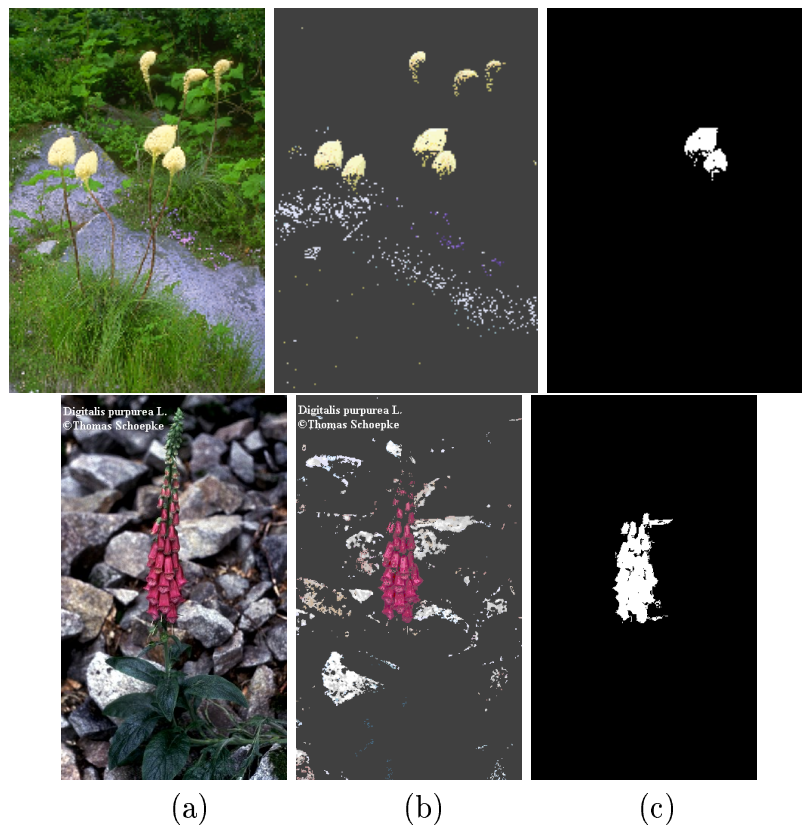 Digitalis purpurea L.
©Thomas Schoepke
Digitalis purpurea L.
©Thomas Schoepke
(a) (b) (c)